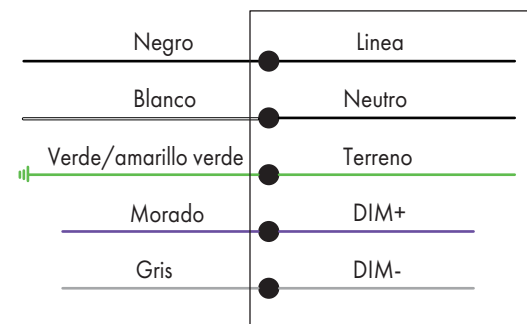 Negro Linea
Blanco Neutro
Verde/amarillo verde Terreno
Morado DIM+
Gris DIM-